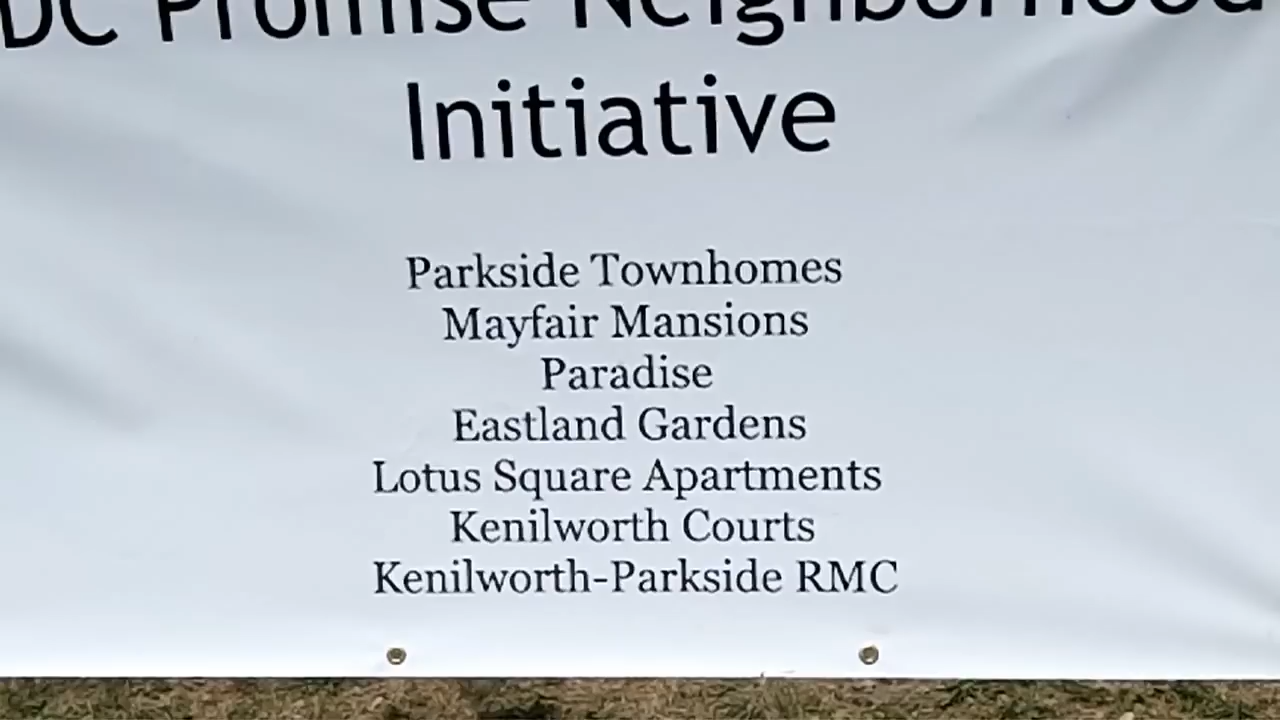 DC Promise Neighborhood
Initiative
Parkside Townhomes
Mayfair Mansions
Paradise
Eastland Gardens
Lotus Square Apartments
Kenilworth Courts
Kenilworth-Parkside RMC